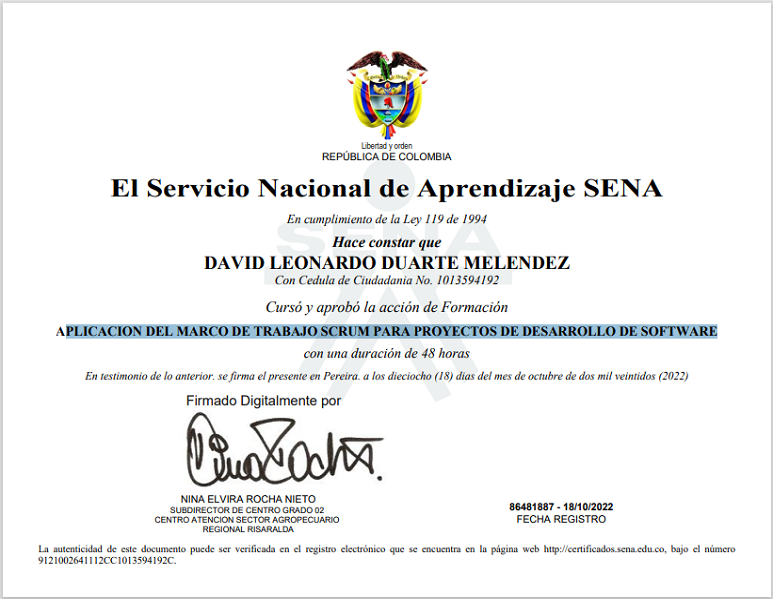 Libertad y orden
REPÚBLICA DE COLOMBIA
El Servicio Nacional de Aprendizaje SENA
En cumplimiento de la Ley 119 de 1994
SENA
Hace constar que
DAVID LEONARDO DUARTE MELENDEZ
Con Cedula de Ciudadania No. 1013594192
Cursó y aprobó la acción de Formación
APLICACION DEL MARCO DE TRABAJO SCRUM PARA PROYECTOS DE DESARROLLO DE SOFTWARE
con una duración de 48 horas
En testimonio de lo anterior. se firma el presente en Pereira. a los dieciocho (18) dias del mes de octubre de dos mil veintidos (2022)
Firmado Digitalmente por
Nina Rocha N.
NINA ELVIRA ROCHA NIETO
SUBDIRECTOR DE CENTRO GRADO 02
CENTRO ATENCION SECTOR AGROPECUARIO
REGIONAL RISARALDA
86481887 - 18/10/2022
FECHA REGISTRO
La autenticidad de este documento puede ser verificada en el registro electrónico que se encuentra en la página web http://certificados.sena.edu.co, bajo el número
9121002641112CC1013594192C.